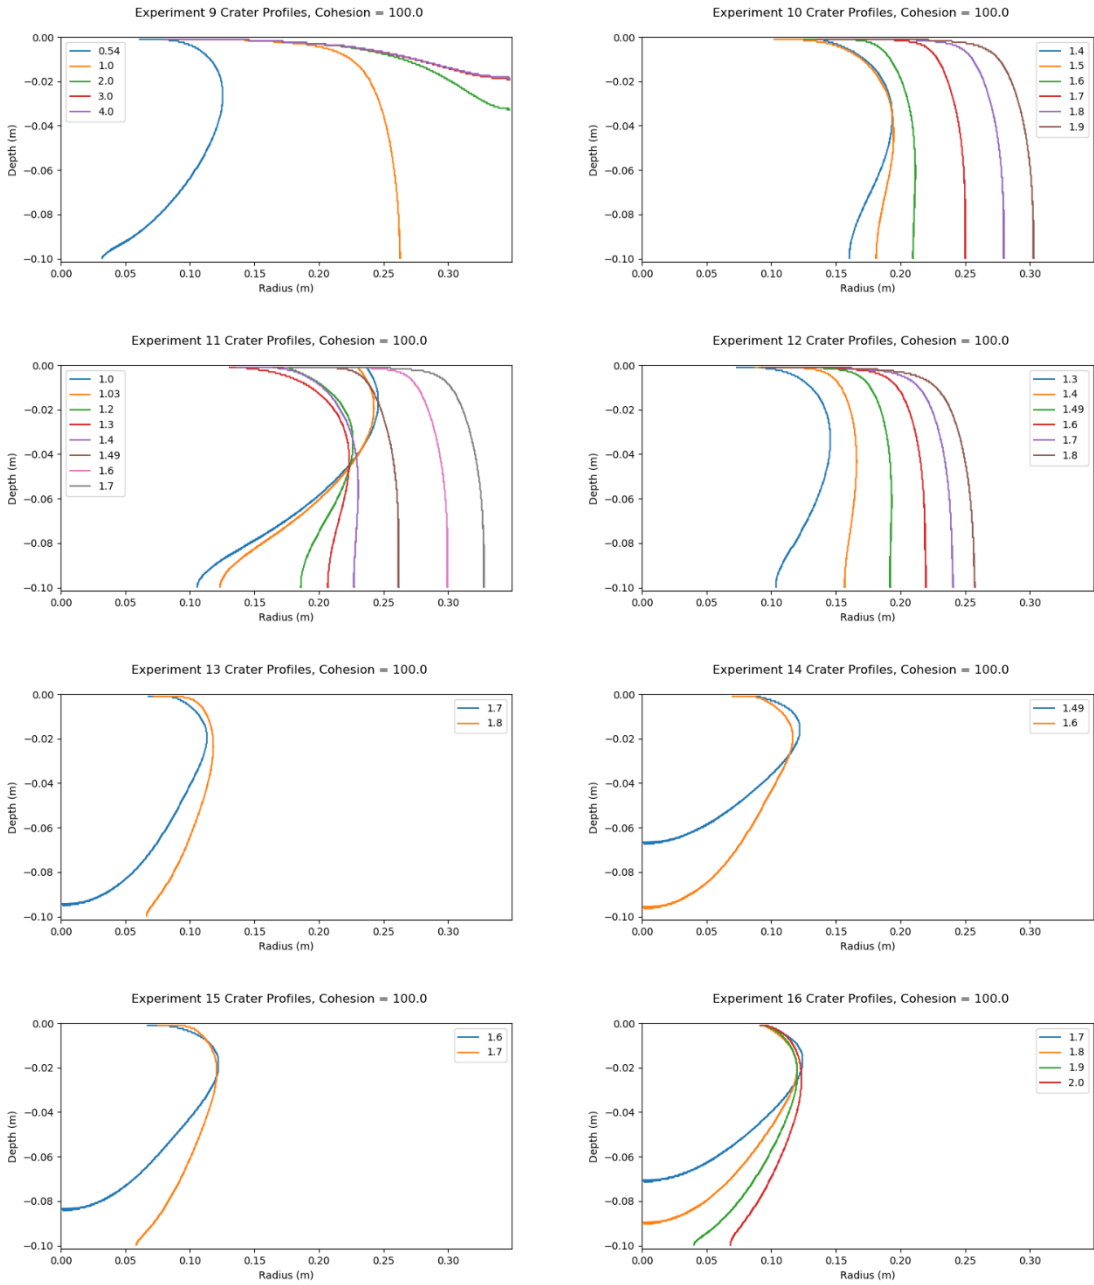 Experiment 9 Crater Profiles, Cohesion = 100.0
0.00
−0.02
−0.04
−0.06
−0.08
−0.10
Depth (m)
0.54
1.0
2.0
3.0
4.0
0.00 0.05 0.10 0.15 0.20 0.25 0.30
Radius (m)
Experiment 10 Crater Profiles, Cohesion = 100.0
0.00
−0.02
−0.04
−0.06
−0.08
−0.10
Depth (m)
1.4
1.5
1.6
1.7
1.8
1.9
0.00 0.05 0.10 0.15 0.20 0.25 0.30
Radius (m)
Experiment 11 Crater Profiles, Cohesion = 100.0
0.00
−0.02
−0.04
−0.06
−0.08
−0.10
Depth (m)
1.0
1.03
1.2
1.3
1.4
1.49
1.6
1.7
0.00 0.05 0.10 0.15 0.20 0.25 0.30
Radius (m)
Experiment 12 Crater Profiles, Cohesion = 100.0
0.00
−0.02
−0.04
−0.06
−0.08
−0.10
Depth (m)
1.3
1.4
1.49
1.6
1.7
1.8
0.00 0.05 0.10 0.15 0.20 0.25 0.30
Radius (m)
Experiment 13 Crater Profiles, Cohesion = 100.0
0.00
−0.02
−0.04
−0.06
−0.08
−0.10
Depth (m)
1.7
1.8
0.00 0.05 0.10 0.15 0.20 0.25 0.30
Radius (m)
Experiment 14 Crater Profiles, Cohesion = 100.0
0.00
−0.02
−0.04
−0.06
−0.08
−0.10
Depth (m)
1.49
1.6
0.00 0.05 0.10 0.15 0.20 0.25 0.30
Radius (m)
Experiment 15 Crater Profiles, Cohesion = 100.0
0.00
−0.02
−0.04
−0.06
−0.08
−0.10
Depth (m)
1.6
1.7
0.00 0.05 0.10 0.15 0.20 0.25 0.30
Radius (m)
Experiment 16 Crater Profiles, Cohesion = 100.0
0.00
−0.02
−0.04
−0.06
−0.08
−0.10
Depth (m)
1.7
1.8
1.9
2.0
0.00 0.05 0.10 0.15 0.20 0.25 0.30
Radius (m)